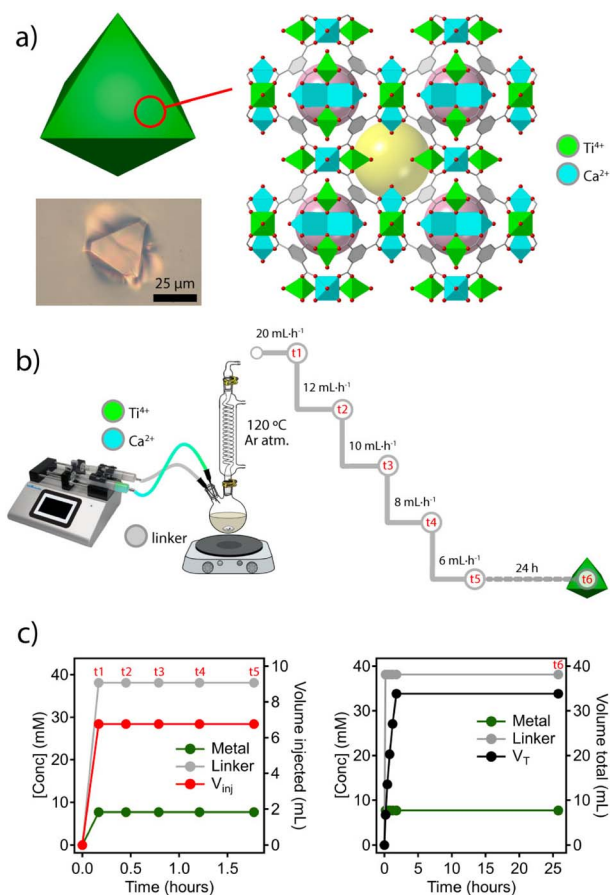 a)
25 µm
Ti⁴⁺
Ca²⁺
b)
20 mL·h⁻¹
t1
12 mL·h⁻¹
t2
10 mL·h⁻¹
t3
8 mL·h⁻¹
t4
6 mL·h⁻¹
t5
24 h
t6
Ti⁴⁺
Ca²⁺
120 ºC
Ar atm.
linker
c)
t1 t2 t3 t4 t5
40
30
20
10
0
[Conc] (mM)
Metal
Linker
V_inj
10
8
6
4
2
0
Volume injected (mL)
0.0 0.5 1.0 1.5
Time (hours)
t6
40
30
20
10
0
[Conc] (mM)
Metal
Linker
V_T
40
30
20
10
0
Volume total (mL)
0 5 10 15 20 25
Time (hours)